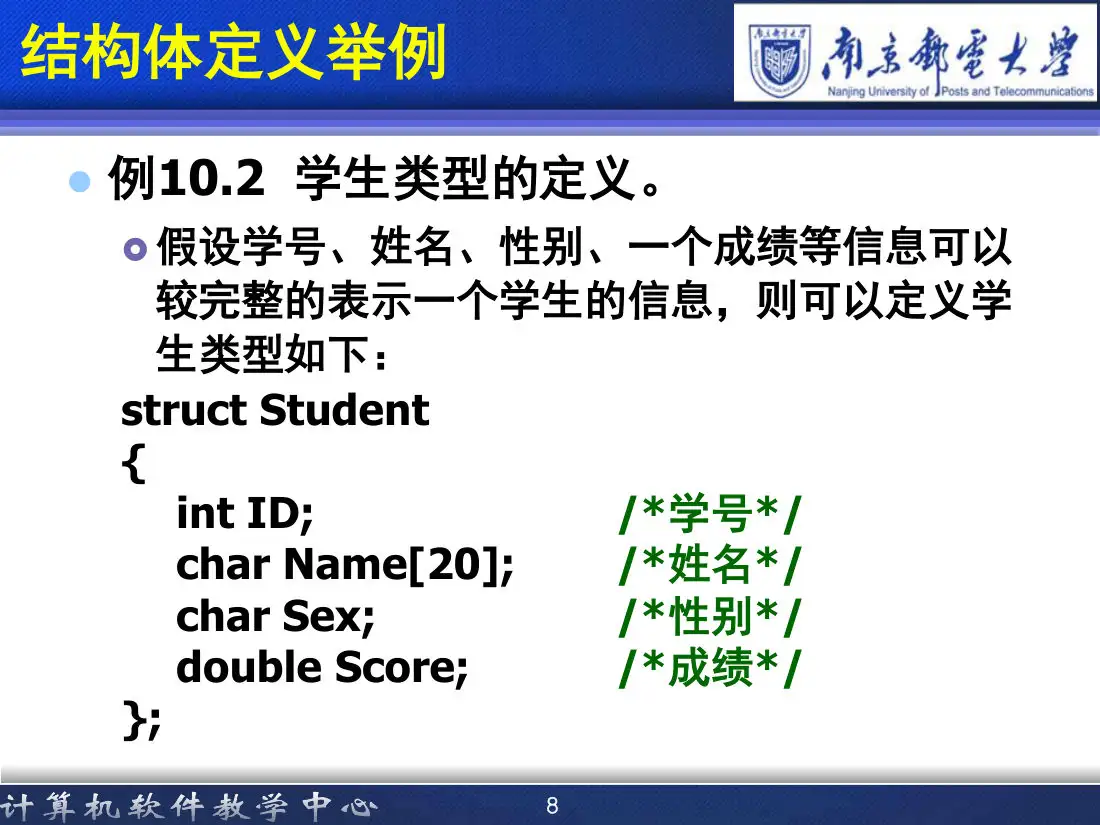 结构体定义举例
南京邮电大学
Nanjing University of Posts and Telecommunications
例10.2 学生类型的定义。
假设学号、姓名、性别、一个成绩等信息可以
较完整的表示一个学生的信息，则可以定义学
生类型如下：
struct Student
{
int ID; /*学号*/
char Name[20]; /*姓名*/
char Sex; /*性别*/
double Score; /*成绩*/
};
计算机软件教学中心
8